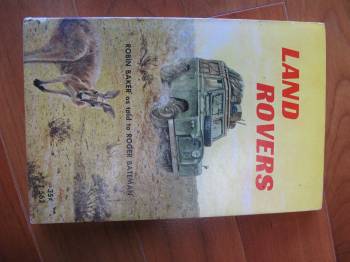 LAND
ROVERS
ROBIN BAKER as told to ROGER BATEMAN